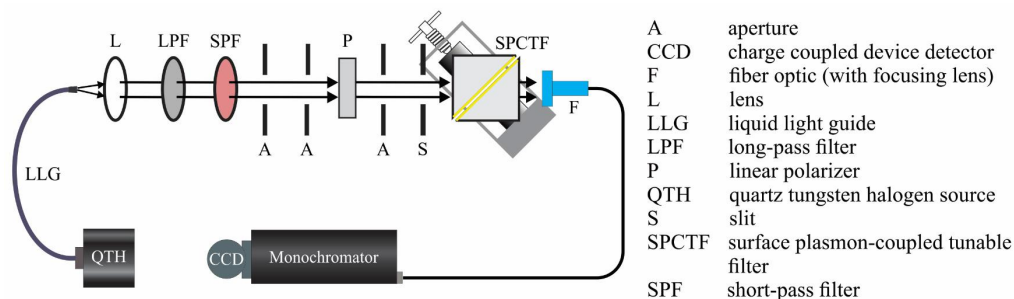 L LPF SPF P SPCTF
F
A A A S
LLG
QTH
CCD Monochromator
A aperture
CCD charge coupled device detector
F fiber optic (with focusing lens)
L lens
LLG liquid light guide
LPF long-pass filter
P linear polarizer
QTH quartz tungsten halogen source
S slit
SPCTF surface plasmon-coupled tunable
filter
SPF short-pass filter